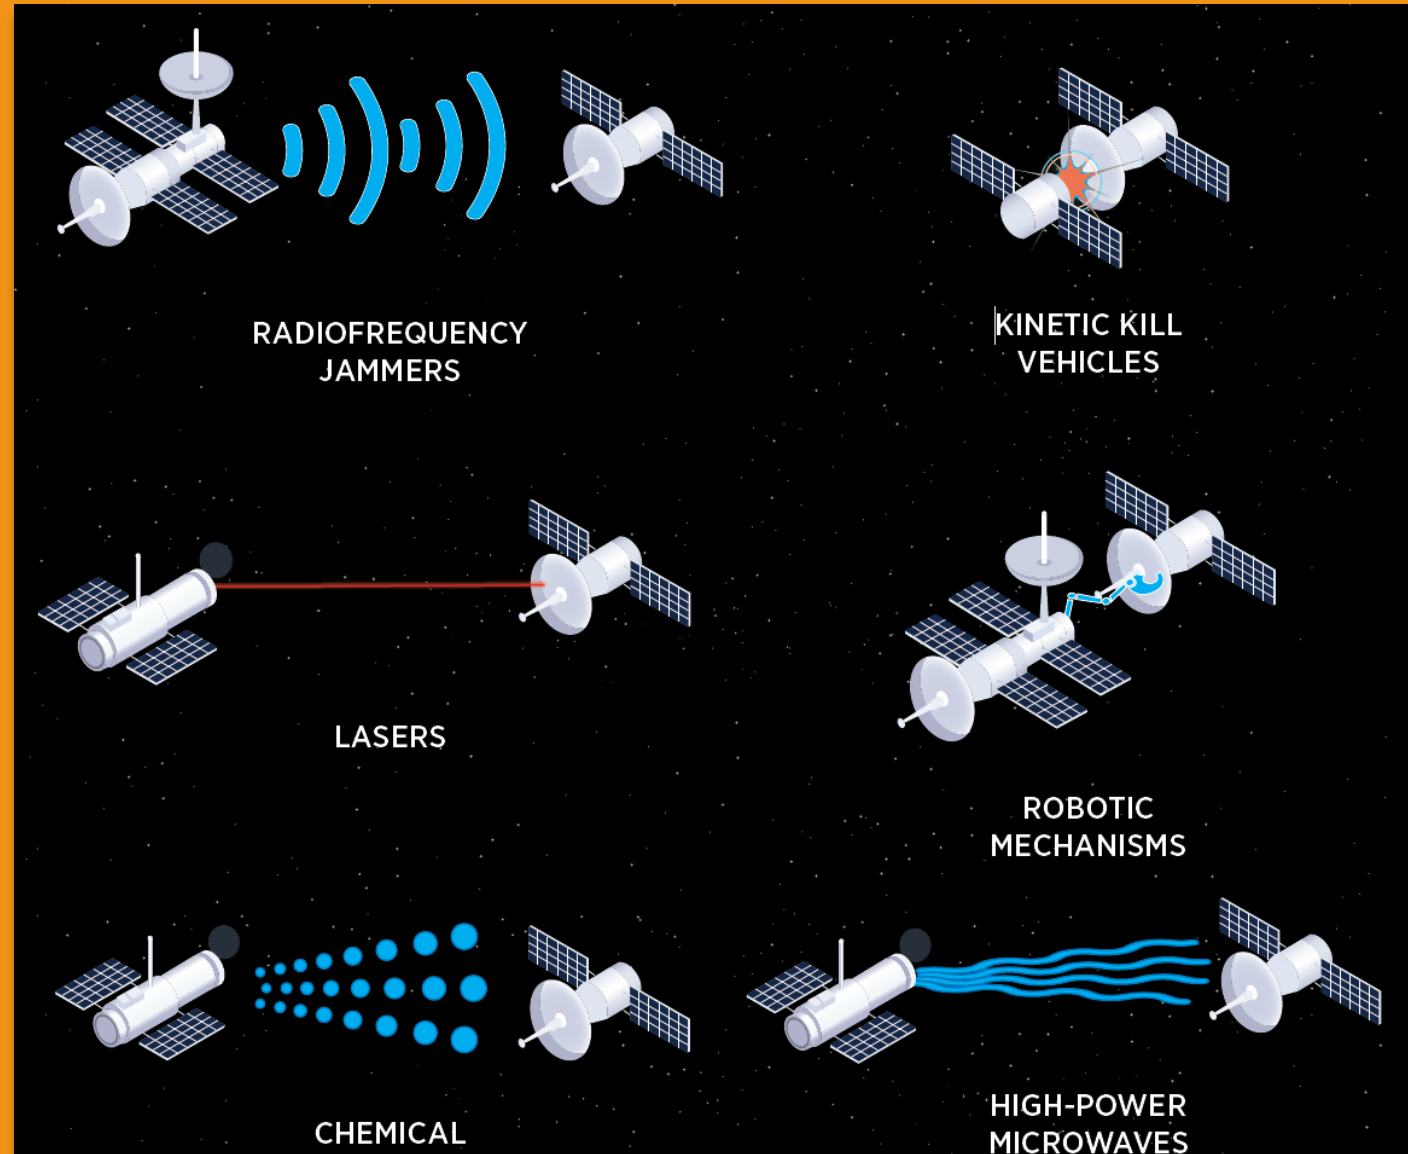 RADIOFREQUENCY
JAMMERS
KINETIC KILL
VEHICLES
LASERS
ROBOTIC
MECHANISMS
CHEMICAL
HIGH-POWER
MICROWAVES